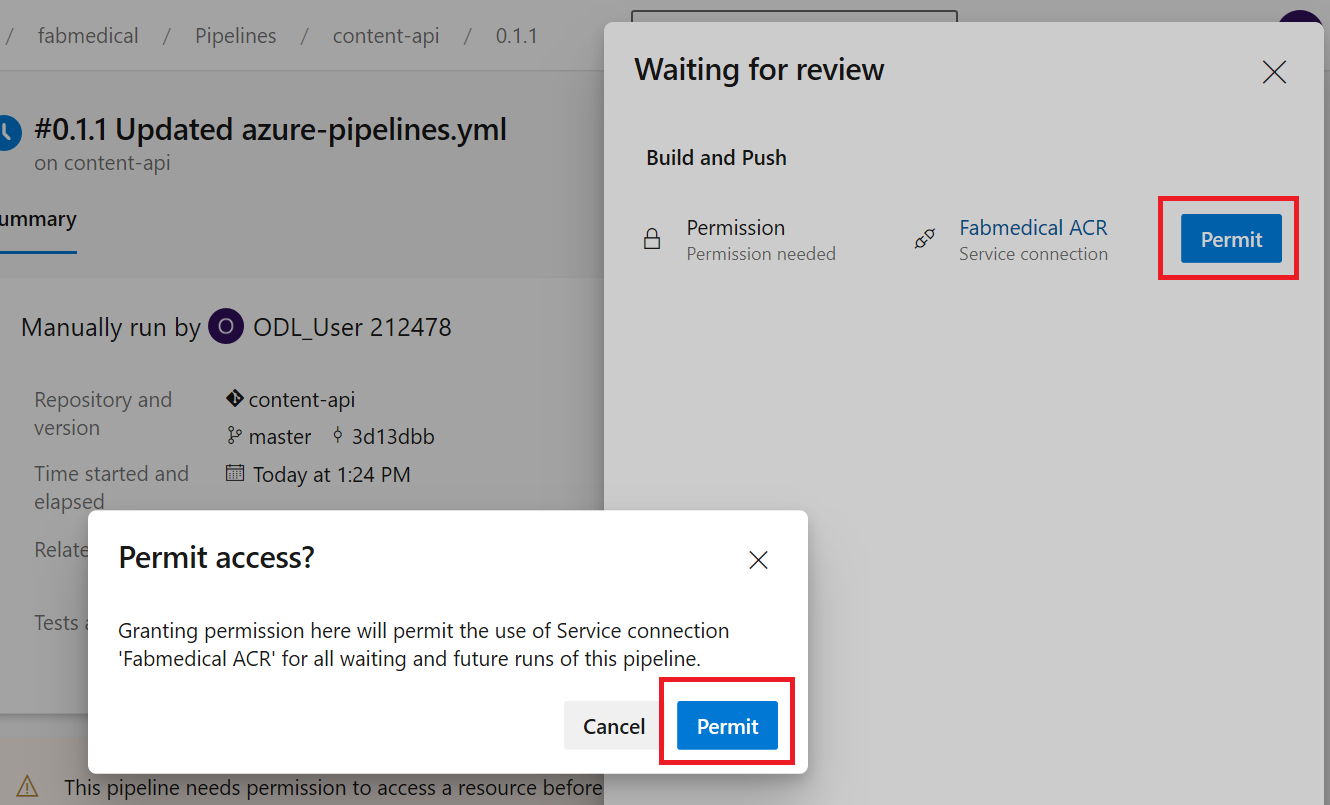 / fabmedical / Pipelines / content-api / 0.1.1
#0.1.1 Updated azure-pipelines.yml
on content-api
ummary
Manually run by O ODL_User 212478
Repository and
version
content-api
master 3d13dbb
Time started and
elapsed
Today at 1:24 PM
Relate
Tests
This pipeline needs permission to access a resource before
Waiting for review
Build and Push
Permission
Permission needed
Fabmedical ACR
Service connection
Permit
Permit access?
Granting permission here will permit the use of Service connection
'Fabmedical ACR' for all waiting and future runs of this pipeline.
Cancel
Permit